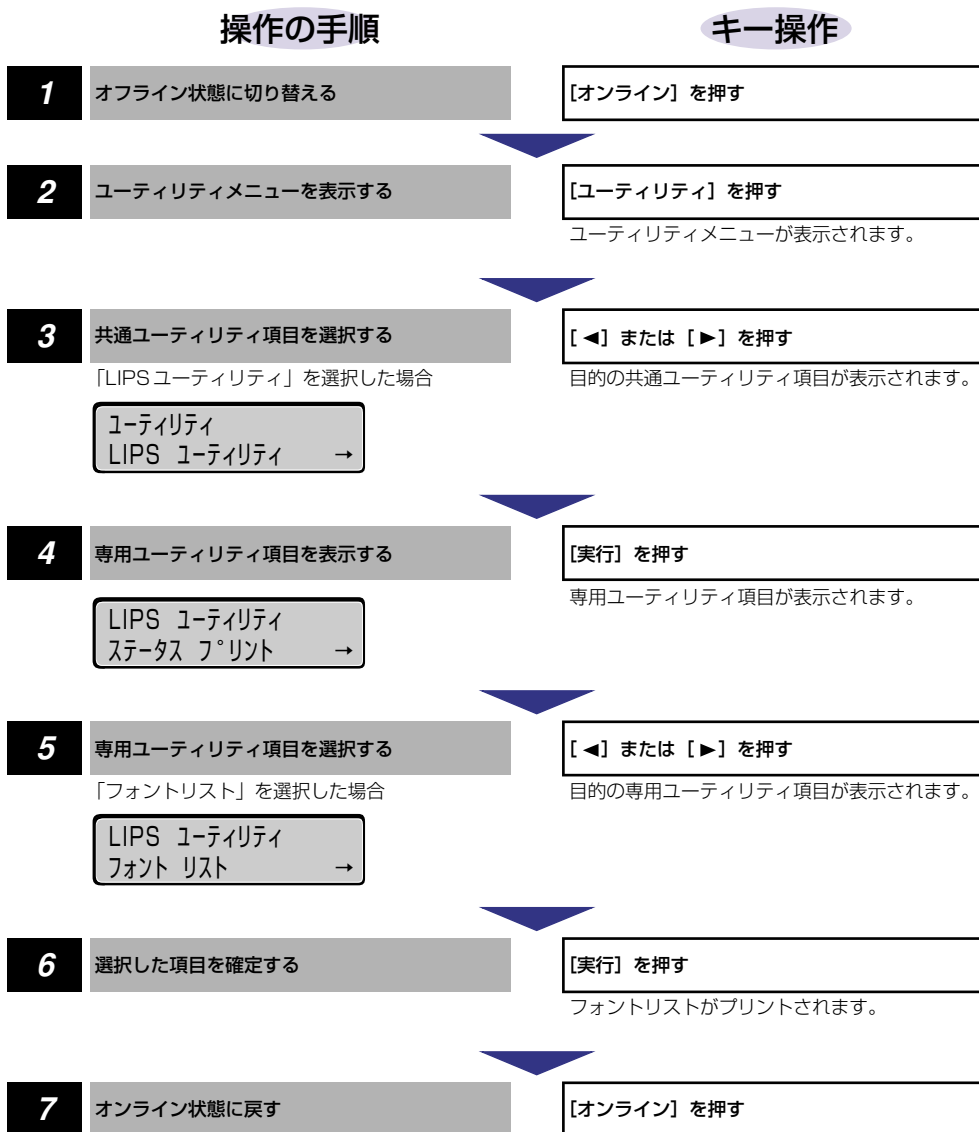 操作の手順
キー操作
1 オフライン状態に切り替える
[オンライン] を押す
2 ユーティリティメニューを表示する
[ユーティリティ] を押す
ユーティリティメニューが表示されます。
3 共通ユーティリティ項目を選択する
[◀] または [▶] を押す
「LIPSユーティリティ」を選択した場合
目的の共通ユーティリティ項目が表示されます。
ユーティリティ
LIPS ユーティリティ →
4 専用ユーティリティ項目を表示する
[実行] を押す
専用ユーティリティ項目が表示されます。
LIPS ユーティリティ
ステータス プリント →
5 専用ユーティリティ項目を選択する
[◀] または [▶] を押す
「フォントリスト」を選択した場合
目的の専用ユーティリティ項目が表示されます。
LIPS ユーティリティ
フォント リスト →
6 選択した項目を確定する
[実行] を押す
フォントリストがプリントされます。
7 オンライン状態に戻す
[オンライン] を押す